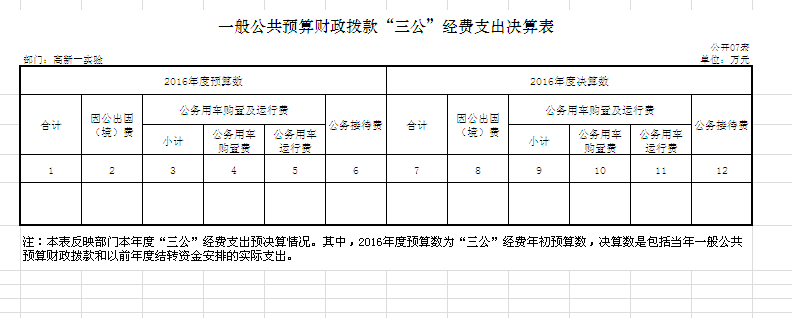 一般公共预算财政拨款“三公”经费支出决算表
公开07表
部门：高新一实验
单位：万元
2016年度预算数 2016年度决算数
合计 因公出国（境）费 公务用车购置及运行费 公务接待费 合计 因公出国（境）费 公务用车购置及运行费 公务接待费
小计 公务用车购置费 公务用车运行费 小计 公务用车购置费 公务用车运行费
1 2 3 4 5 6 7 8 9 10 11 12
注：本表反映部门本年度“三公”经费支出预决算情况。其中，2016年度预算数为“三公”经费年初预算数，决算数是包括当年一般公共
预算财政拨款和以前年度结转资金安排的实际支出。